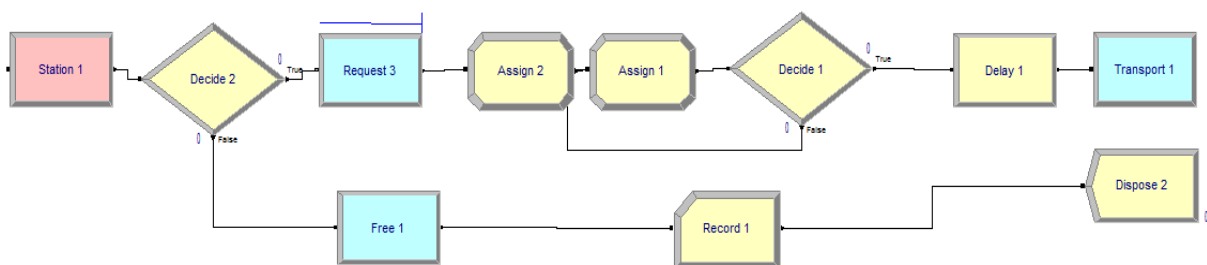 Station 1
Decide 2
0
True
Request 3
Assign 2
Assign 1
Decide 1
True
Delay 1
Transport 1
0
False
0
False
Free 1
Record 1
Dispose 2
0